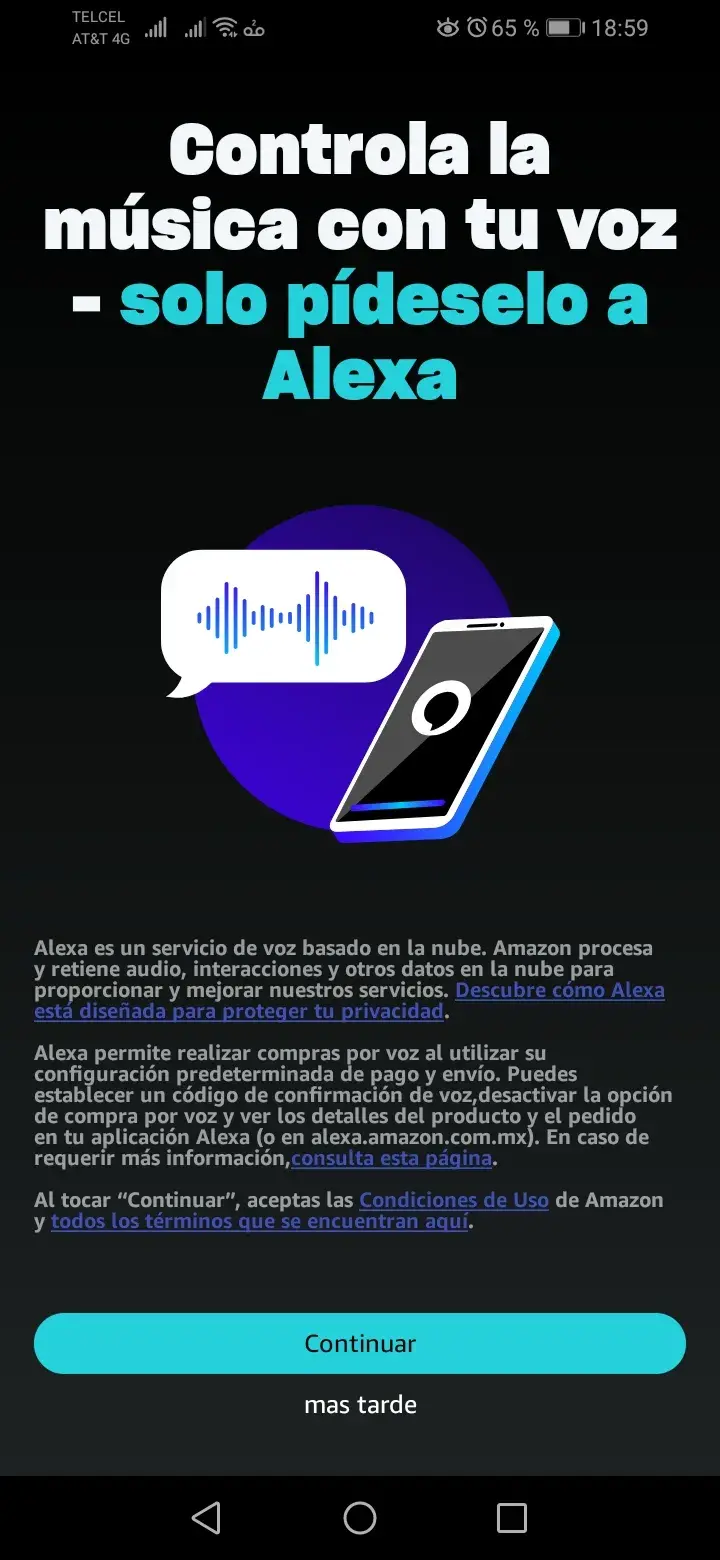 TELCEL
AT&T 4G
2
65 % 18:59
Controla la
música con tu voz
- solo pídeselo a
Alexa
Alexa es un servicio de voz basado en la nube. Amazon procesa
y retiene audio, interacciones y otros datos en la nube para
proporcionar y mejorar nuestros servicios. Descubre cómo Alexa
está diseñada para proteger tu privacidad.
Alexa permite realizar compras por voz al utilizar su
configuración predeterminada de pago y envío. Puedes
establecer un código de confirmación de voz,desactivar la opción
de compra por voz y ver los detalles del producto y el pedido
en tu aplicación Alexa (o en alexa.amazon.com.mx). En caso de
requerir más información,consulta esta página.
Al tocar “Continuar”, aceptas las Condiciones de Uso de Amazon
y todos los términos que se encuentran aquí.
Continuar
mas tarde